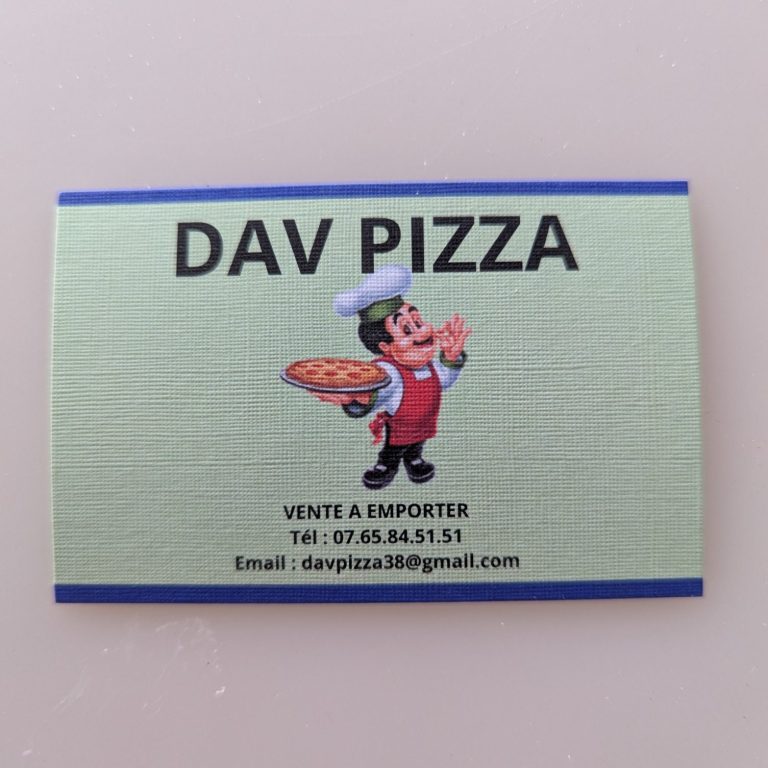 DAV PIZZA
VENTE A EMPORTER
Tél : 07.65.84.51.51
Email : davpizza38@gmail.com